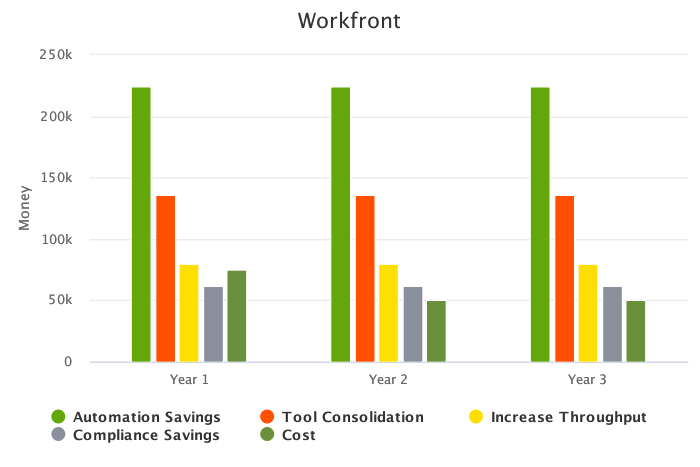 Workfront
250k
200k
150k
100k
50k
0
Money
Year 1 Year 2 Year 3
Automation Savings Tool Consolidation Increase Throughput
Compliance Savings Cost